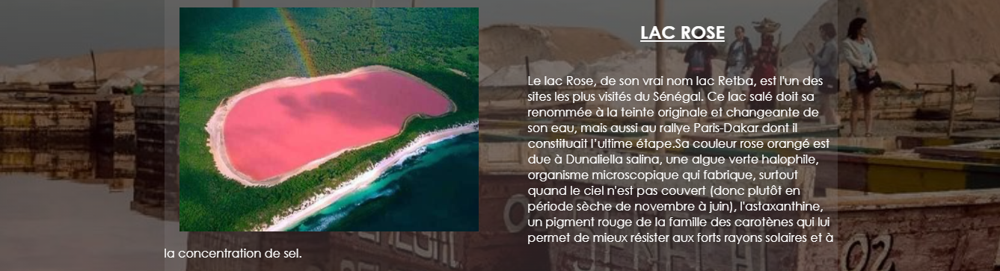 LAC ROSE
Le lac Rose, de son vrai nom lac Retba, est l'un des
sites les plus visités du Sénégal. Ce lac salé doit sa
renommée à la teinte originale et changeante de
son eau, mais aussi au rallye Paris-Dakar dont il
constituait l’ultime étape.Sa couleur rose orangé est
due à Dunaliella salina, une algue verte halophile,
organisme microscopique qui fabrique, surtout
quand le ciel n'est pas couvert (donc plutôt en
période sèche de novembre à juin), l'astaxanthine,
un pigment rouge de la famille des carotènes qui lui
permet de mieux résister aux forts rayons solaires et à
la concentration de sel.